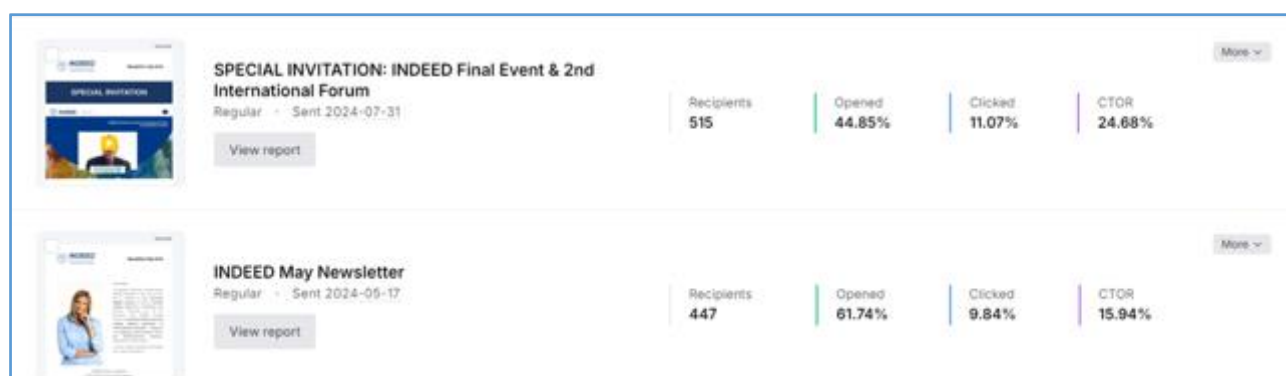 INDEED
SPECIAL INVITATION
SPECIAL INVITATION: INDEED Final Event & 2nd
International Forum
Regular · Sent 2024-07-31
View report
More
Recipients Opened Clicked CTOR
515 44.85% 11.07% 24.68%
INDEED
INDEED May Newsletter
Regular · Sent 2024-05-17
View report
More
Recipients Opened Clicked CTOR
447 61.74% 9.84% 15.94%